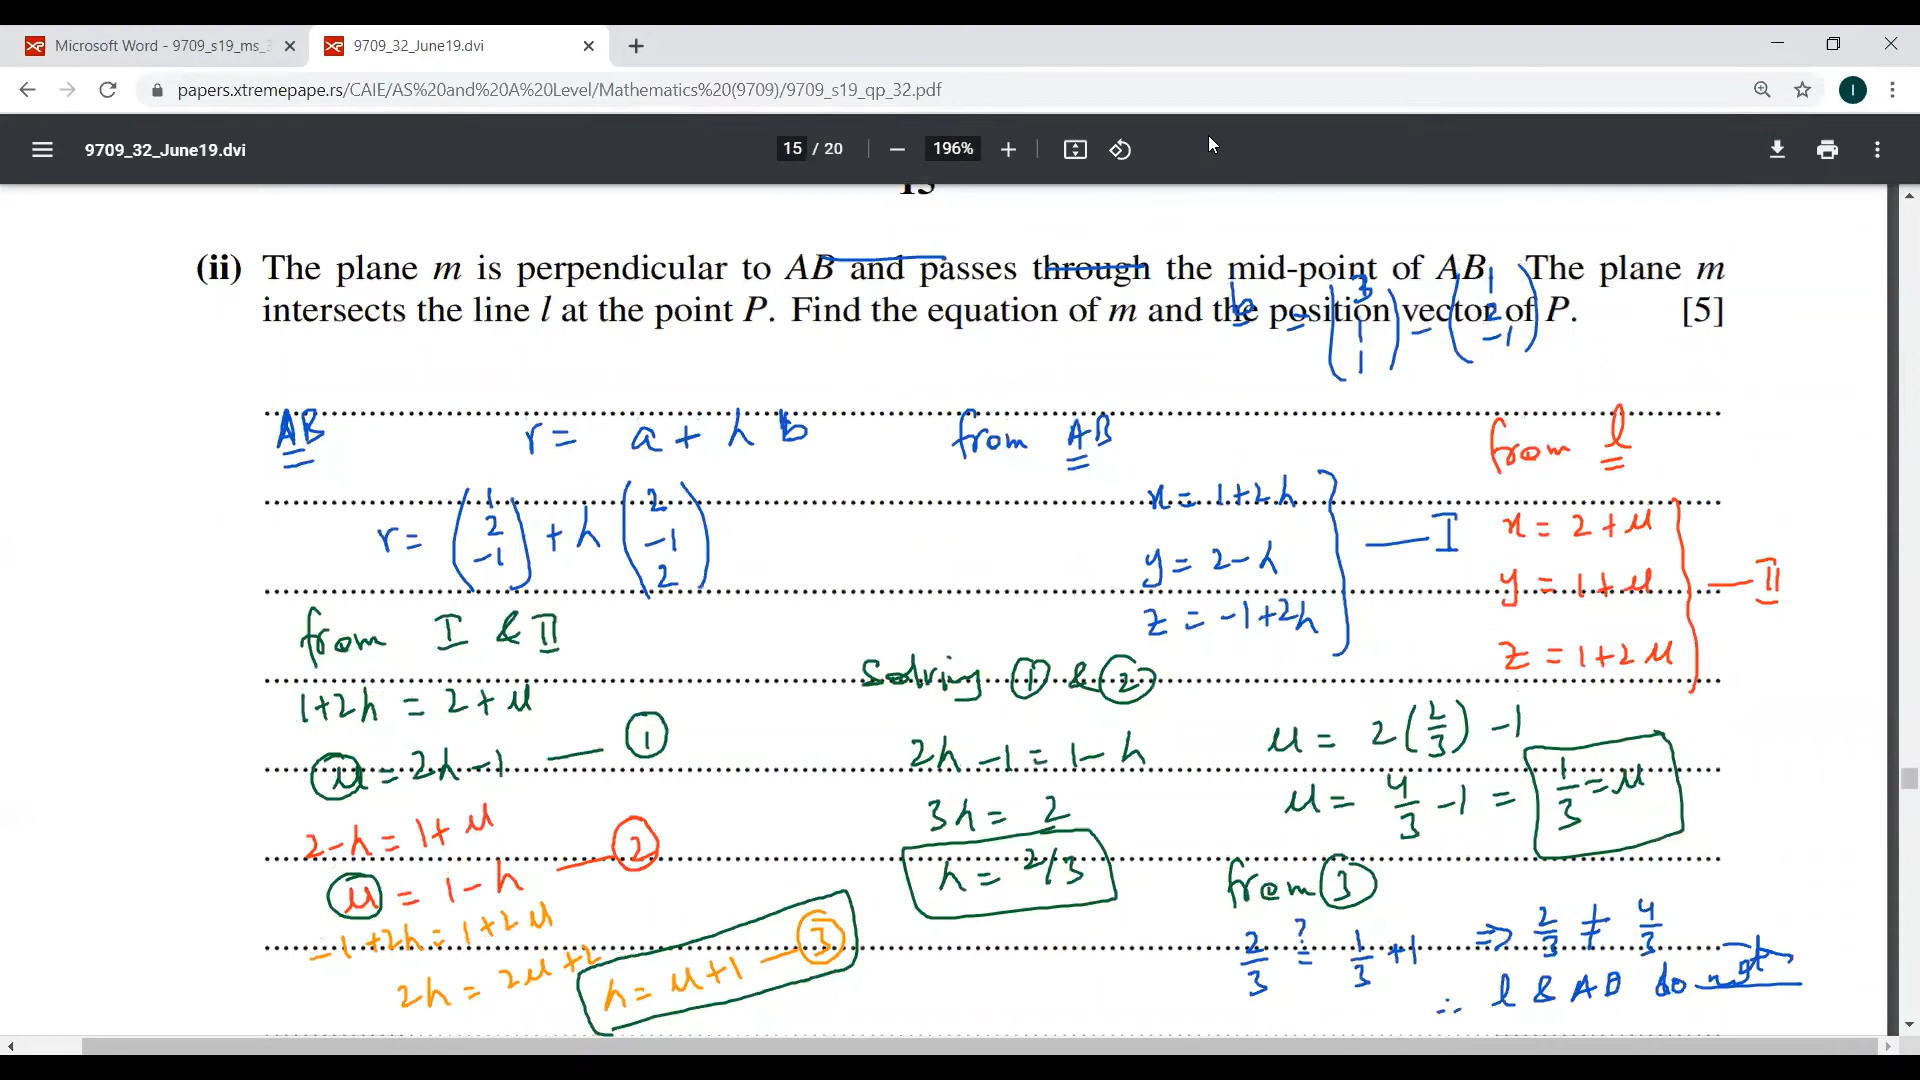 Microsoft Word - 9709_s19_ms_3
9709_32_June19.dvi
papers.xtremepape.rs/CAIE/AS%20and%20A%20Level/Mathematics%20(9709)/9709_s19_qp_32.pdf
I
9709_32_June19.dvi
15 / 20
196%
(ii) The plane m is perpendicular to AB and passes through the mid-point of AB. The plane m
intersects the line l at the point P. Find the equation of m and the position vector of P. [5]
b = (3 1 1) - (1 2 -1)
AB
r = a + λ b
from AB
from l
r = (1 2 -1) + λ (2 -1 2)
x = 1+2λ
y = 2-λ
z = -1+2λ
I
x = 2+μ
y = 1+μ
z = 1+2μ
II
from I & II
1+2λ = 2+μ
μ = 2λ-1 — ①
2-λ = 1+μ
μ = 1-λ — ②
-1+2λ = 1+2μ
2λ = 2μ+2
λ = μ+1 — ③
Solving ① & ②
2λ-1 = 1-λ
3λ = 2
λ = 2/3
μ = 2(2/3) -1
μ = 4/3 -1 = 1/3 = μ
from ③
2/3 ?= 1/3 +1 ⇒ 2/3 ≠ 4/3
∴ l & AB do not